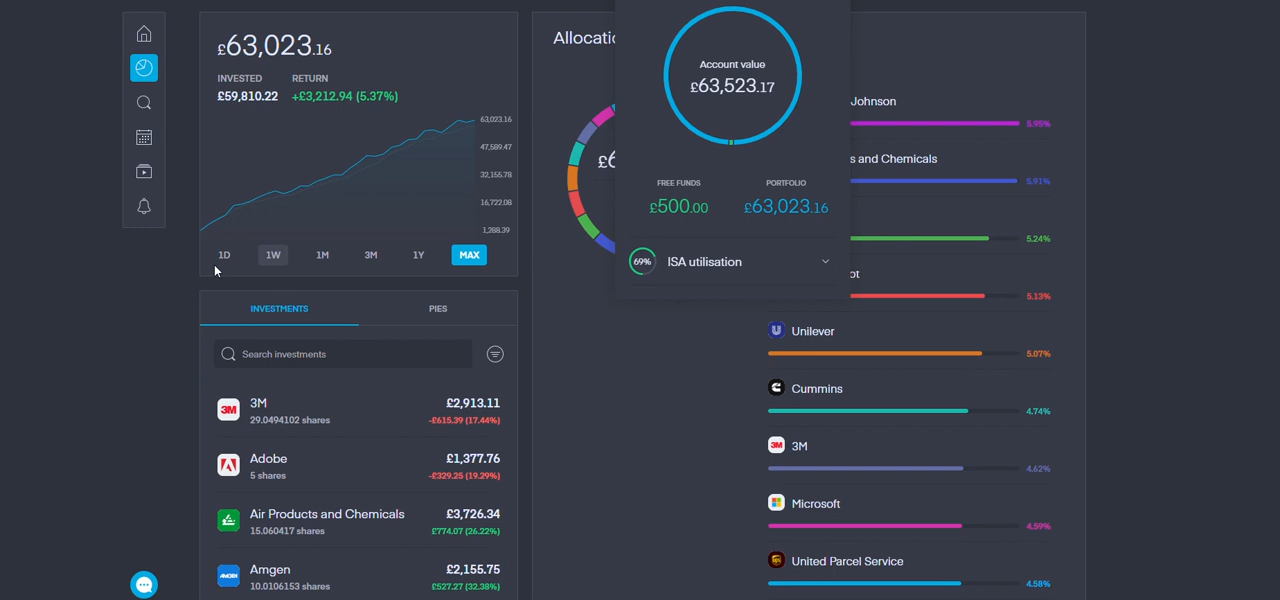 £63,023.16
INVESTED RETURN
£59,810.22 +£3,212.94 (5.37%)
63,023.16
47,589.47
32,155.78
16,722.08
1,288.39
1D 1W 1M 3M 1Y MAX
INVESTMENTS PIES
Search investments
3M
3M £2,913.11
29.0494102 shares -£615.39 (17.44%)
Adobe £1,377.76
5 shares -£329.25 (19.29%)
Air Products and Chemicals £3,726.34
15.060417 shares £774.07 (26.22%)
AMGEN
Amgen £2,155.75
10.0106153 shares £527.27 (32.38%)
Allocatio
£6
Account value
£63,523.17
FREE FUNDS PORTFOLIO
£500.00 £63,023.16
69% ISA utilisation
Johnson
5.95%
s and Chemicals
5.91%
5.24%
ot
5.13%
Unilever
5.07%
Cummins
4.74%
3M
3M
4.62%
Microsoft
4.59%
ups
United Parcel Service
4.58%